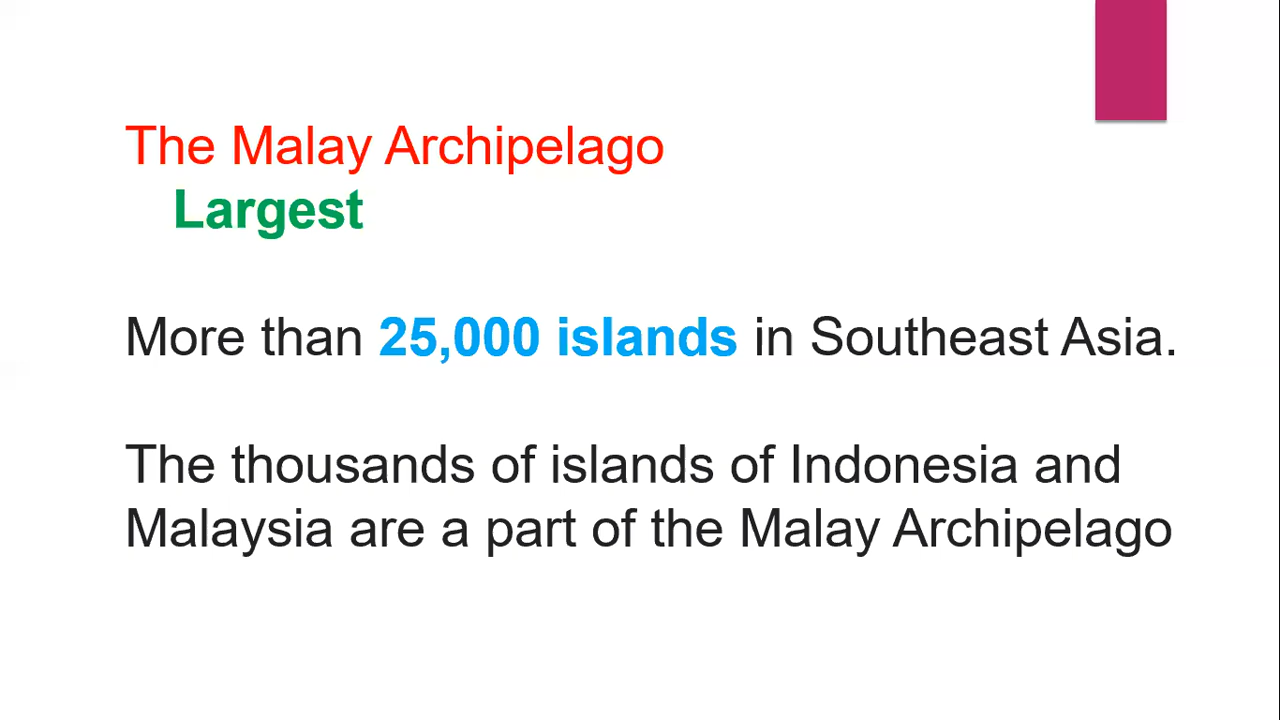 The Malay Archipelago
Largest
More than 25,000 islands in Southeast Asia.
The thousands of islands of Indonesia and
Malaysia are a part of the Malay Archipelago